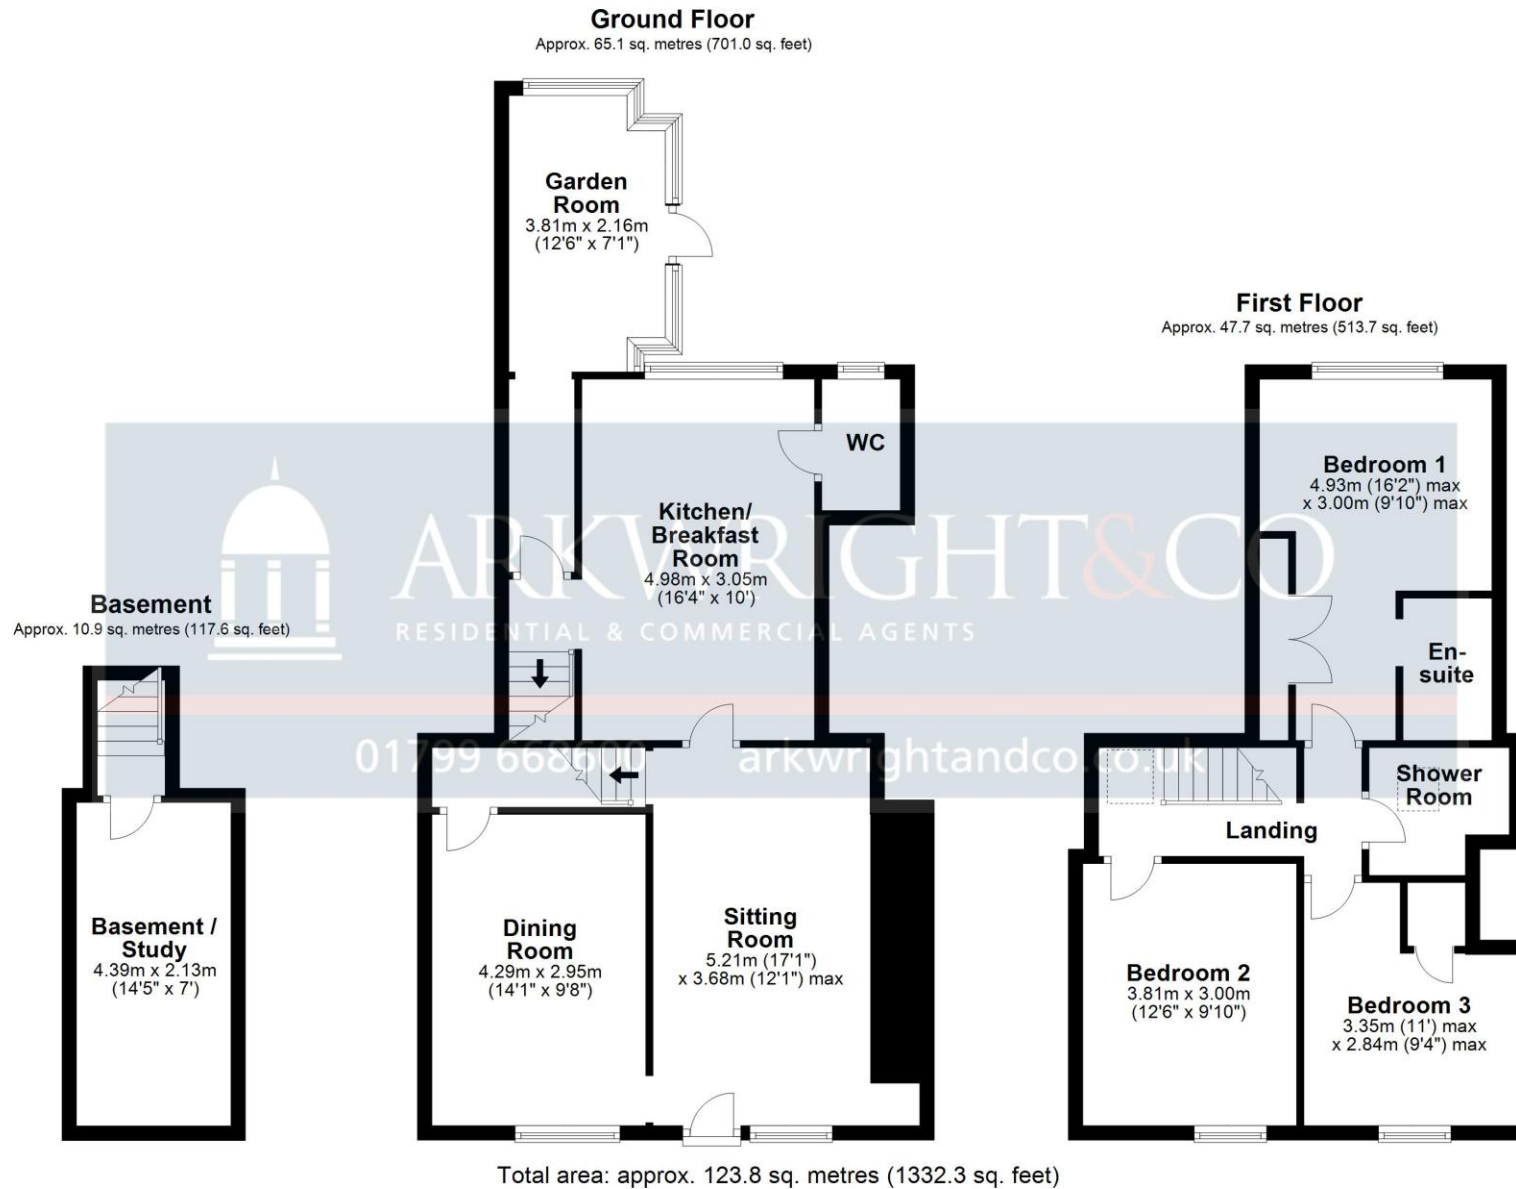 Ground Floor
Approx. 65.1 sq. metres (701.0 sq. feet)
Garden
Room
3.81m x 2.16m
(12'6" x 7'1")
WC
Kitchen/
Breakfast
Room
4.98m x 3.05m
(16'4" x 10')
ARKWRIGHT&CO
RESIDENTIAL & COMMERCIAL AGENTS
01799 668600
arkwrightandco.co.uk
Basement
Approx. 10.9 sq. metres (117.6 sq. feet)
Basement /
Study
4.39m x 2.13m
(14'5" x 7')
Dining
Room
4.29m x 2.95m
(14'1" x 9'8")
Sitting
Room
5.21m (17'1")
x 3.68m (12'1") max
First Floor
Approx. 47.7 sq. metres (513.7 sq. feet)
Bedroom 1
4.93m (16'2") max
x 3.00m (9'10") max
En-
suite
Shower
Room
Landing
Bedroom 2
3.81m x 3.00m
(12'6" x 9'10")
Bedroom 3
3.35m (11') max
x 2.84m (9'4") max
Total area: approx. 123.8 sq. metres (1332.3 sq. feet)